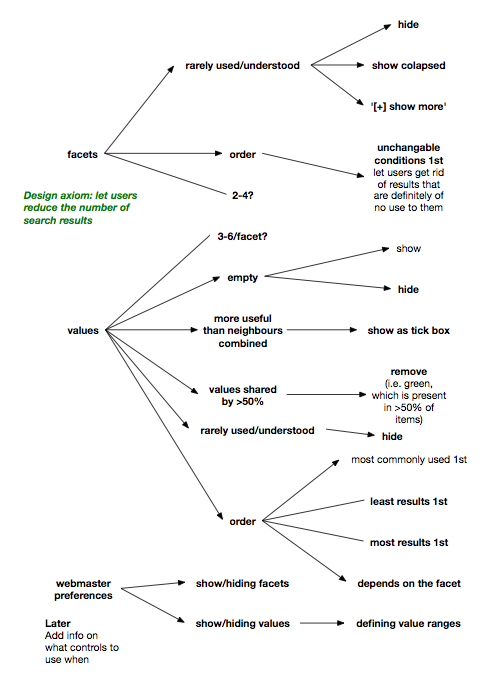 hide
rarely used/understood
show colapsed
'[+] show more'
facets
order
unchangable
conditions 1st
let users get rid
of results that
are definitely of
no use to them
Design axiom: let users
reduce the number of
search results
2-4?
3-6/facet?
empty
show
hide
values
more useful
than neighbours
combined
show as tick box
values shared
by >50%
remove
(i.e. green,
which is present
in >50% of
items)
rarely used/understood
hide
most commonly used 1st
order
least results 1st
most results 1st
depends on the facet
webmaster
preferences
show/hiding facets
show/hiding values
defining value ranges
Later
Add info on
what controls to
use when